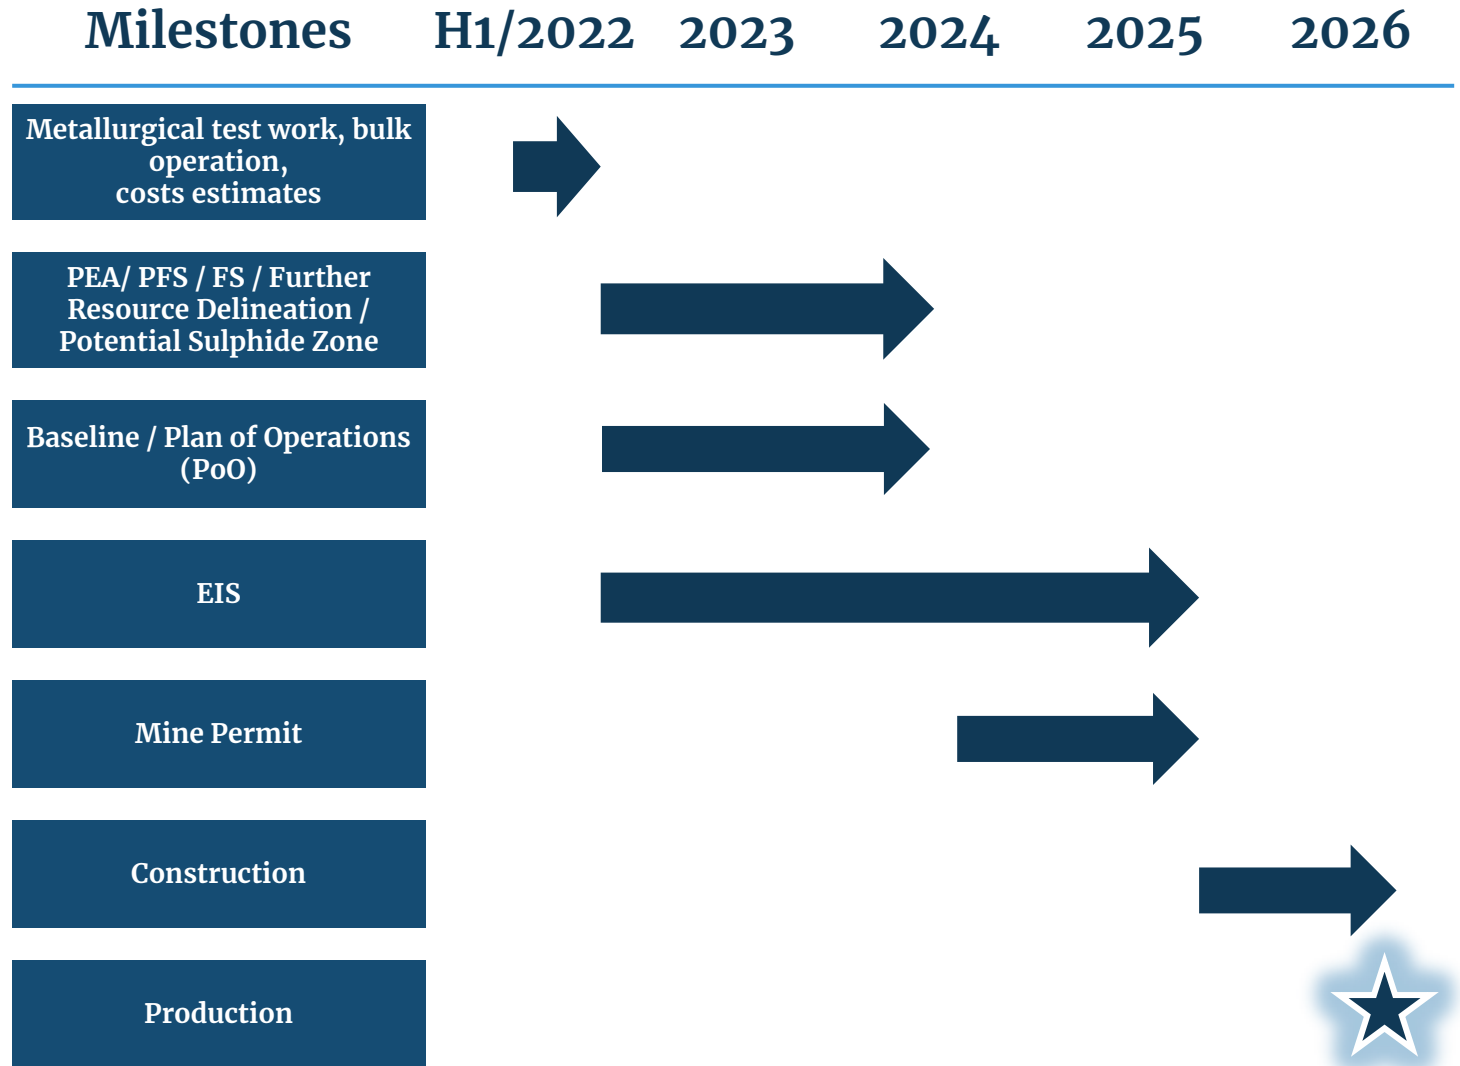 Milestones H1/2022 2023 2024 2025 2026
Metallurgical test work, bulk
operation,
costs estimates
PEA/ PFS / FS / Further
Resource Delineation /
Potential Sulphide Zone
Baseline / Plan of Operations
(PoO)
EIS
Mine Permit
Construction
Production